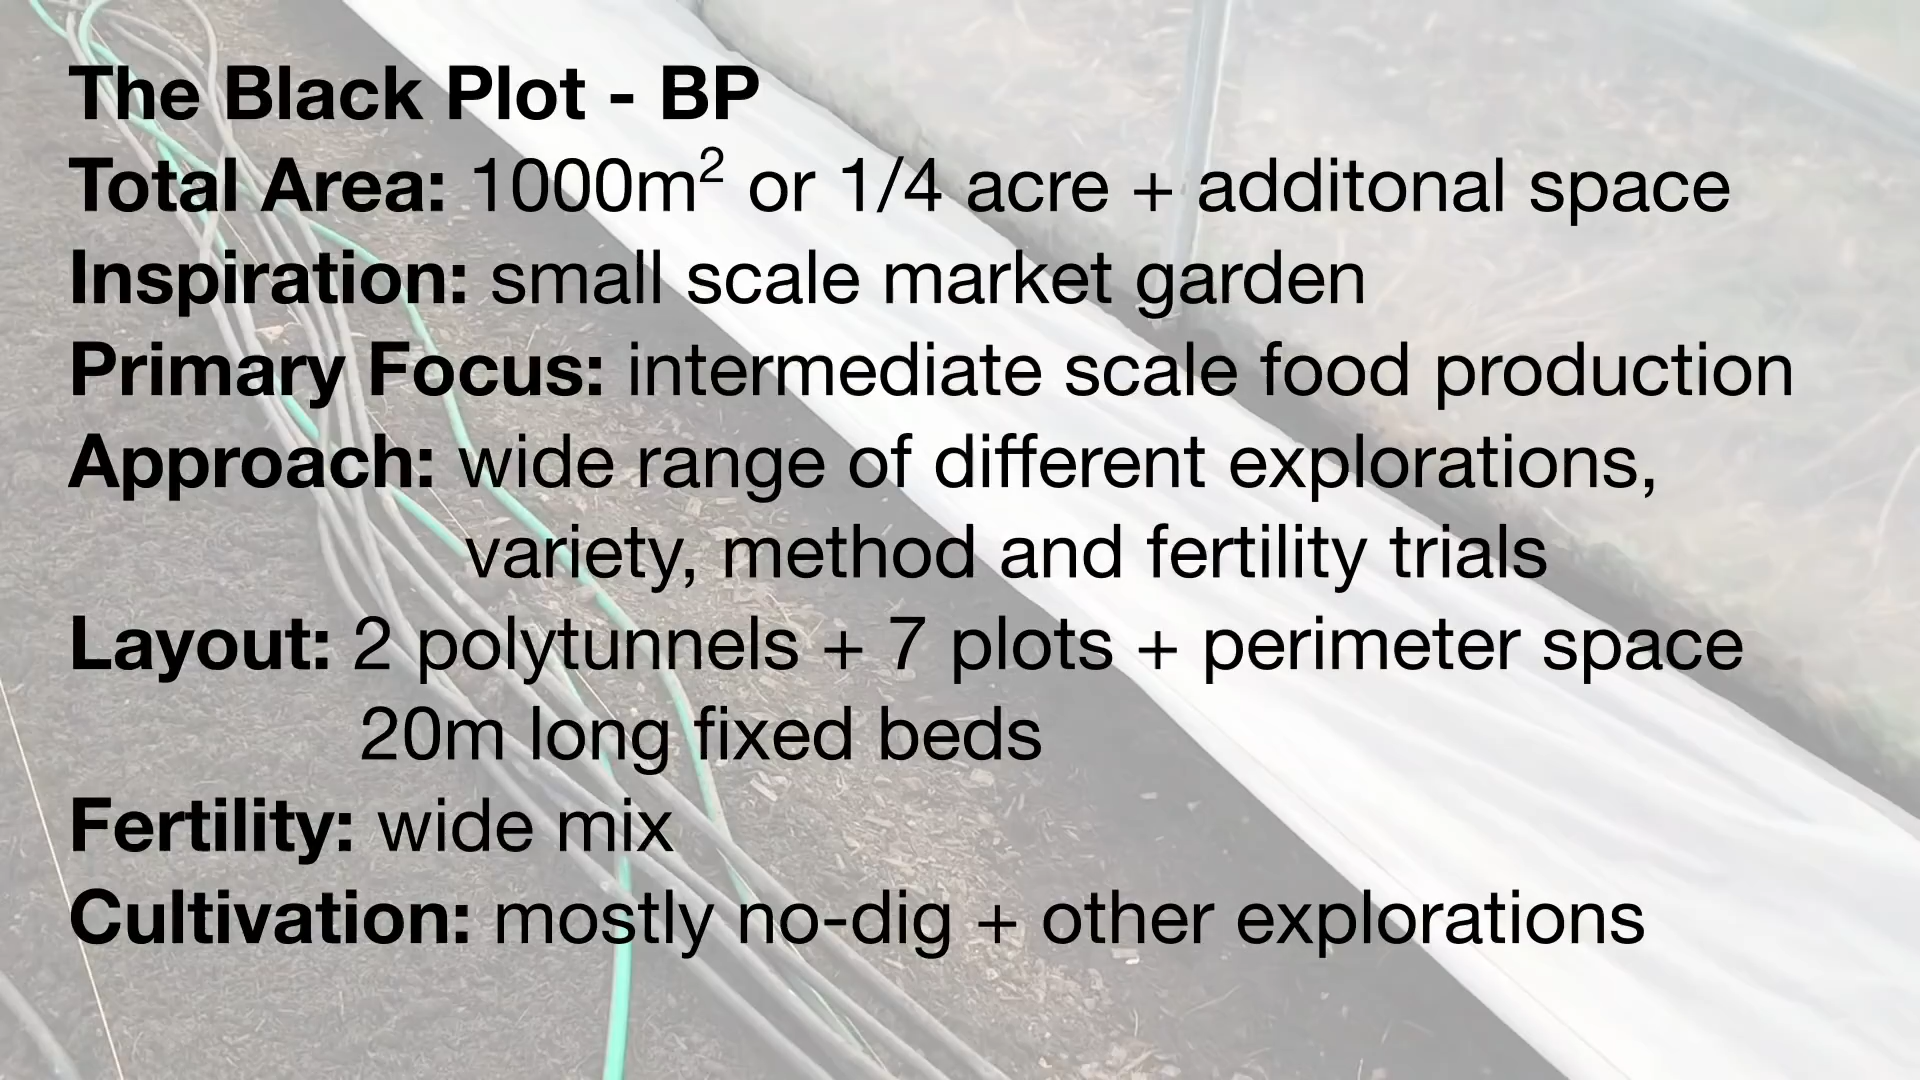 The Black Plot - BP
Total Area: 1000m² or 1/4 acre + additonal space
Inspiration: small scale market garden
Primary Focus: intermediate scale food production
Approach: wide range of different explorations,
variety, method and fertility trials
Layout: 2 polytunnels + 7 plots + perimeter space
20m long fixed beds
Fertility: wide mix
Cultivation: mostly no-dig + other explorations